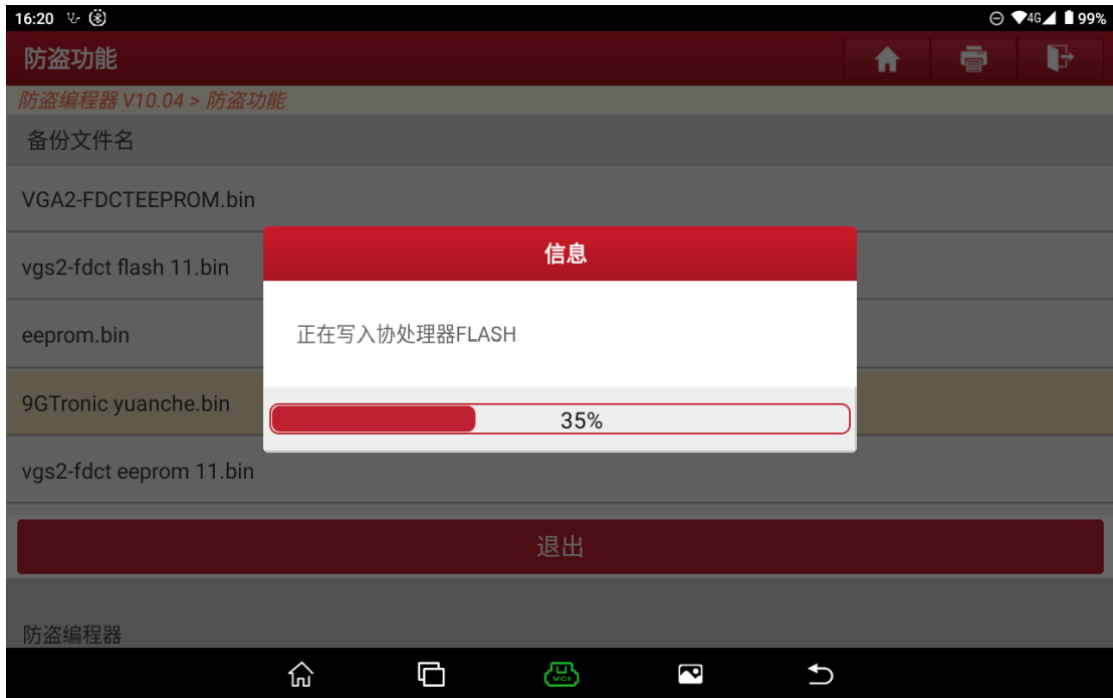 16:20 4G 99%
防盗功能
防盗编程器 V10.04 > 防盗功能
备份文件名
VGA2-FDCTEEPROM.bin
vgs2-fdct flash 11.bin
eeprom.bin
9GTronic yuanche.bin
vgs2-fdct eeprom 11.bin
信息
正在写入协处理器FLASH
35%
退出
防盗编程器
VCI